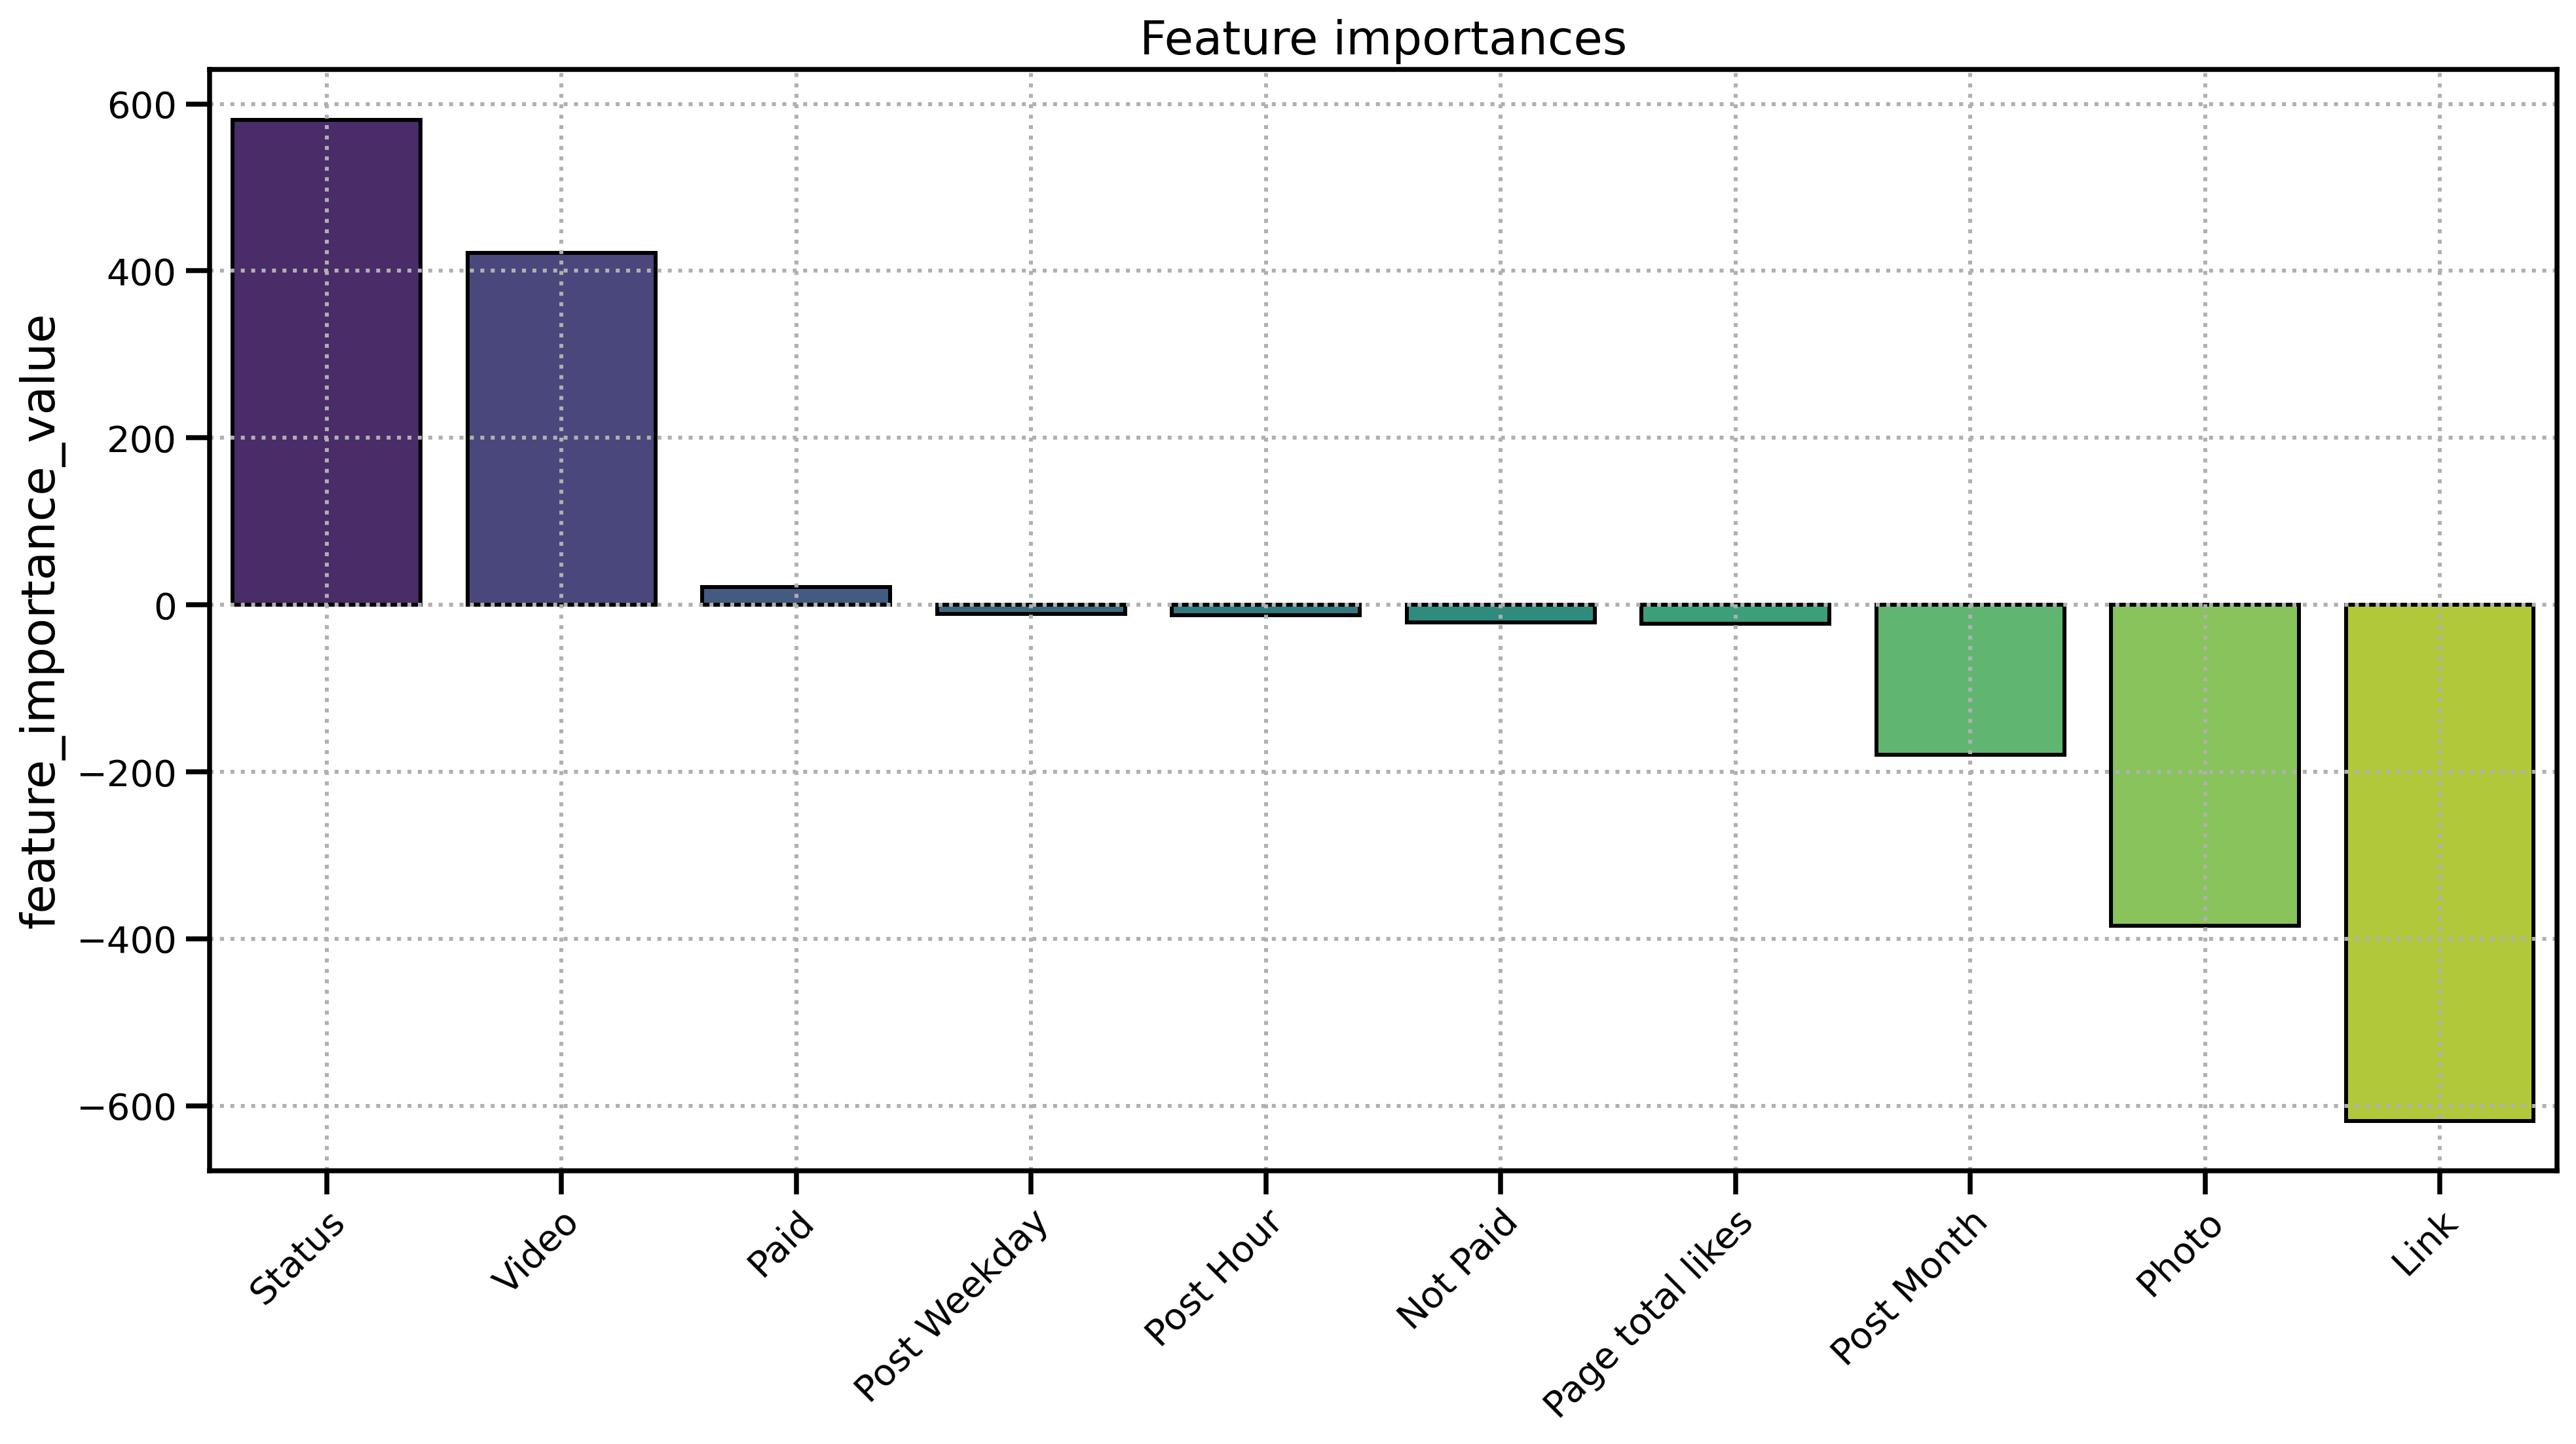 Feature importances
feature_importance_value
600
400
200
0
−200
−400
−600
Status
Video
Paid
Post Weekday
Post Hour
Not Paid
Page total likes
Post Month
Photo
Link